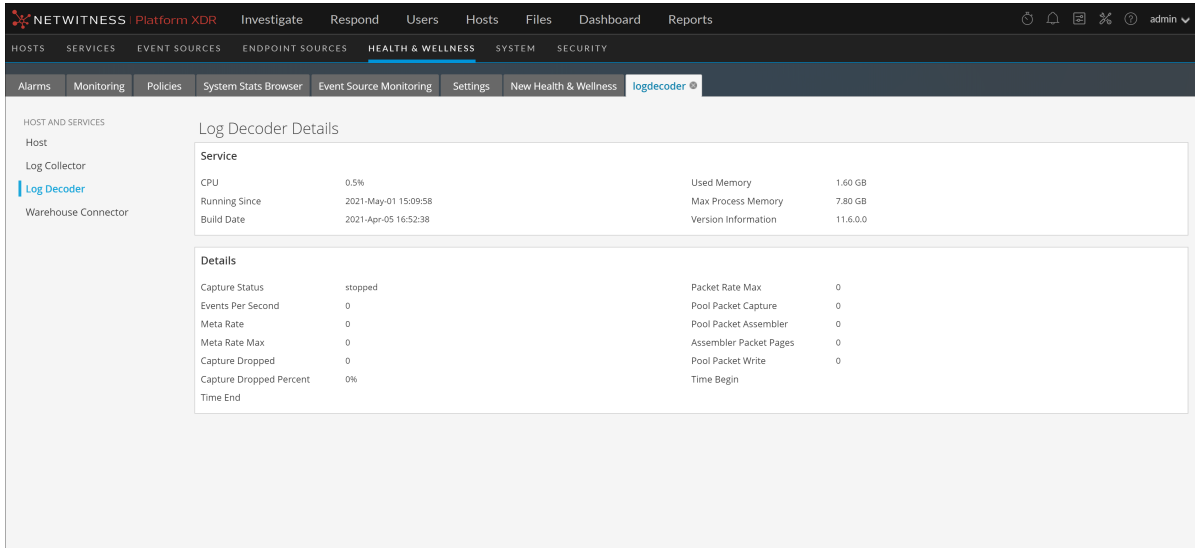 NETWITNESS | Platform XDR Investigate Respond Users Hosts Files Dashboard Reports admin
HOSTS SERVICES EVENT SOURCES ENDPOINT SOURCES HEALTH & WELLNESS SYSTEM SECURITY
Alarms Monitoring Policies System Stats Browser Event Source Monitoring Settings New Health & Wellness logdecoder
HOST AND SERVICES
Host
Log Collector
Log Decoder
Warehouse Connector
Log Decoder Details
Service
CPU 0.5% Used Memory 1.60 GB
Running Since 2021-May-01 15:09:58 Max Process Memory 7.80 GB
Build Date 2021-Apr-05 16:52:38 Version Information 11.6.0.0
Details
Capture Status stopped Packet Rate Max 0
Events Per Second 0 Pool Packet Capture 0
Meta Rate 0 Pool Packet Assembler 0
Meta Rate Max 0 Assembler Packet Pages 0
Capture Dropped 0 Pool Packet Write 0
Capture Dropped Percent 0% Time Begin
Time End